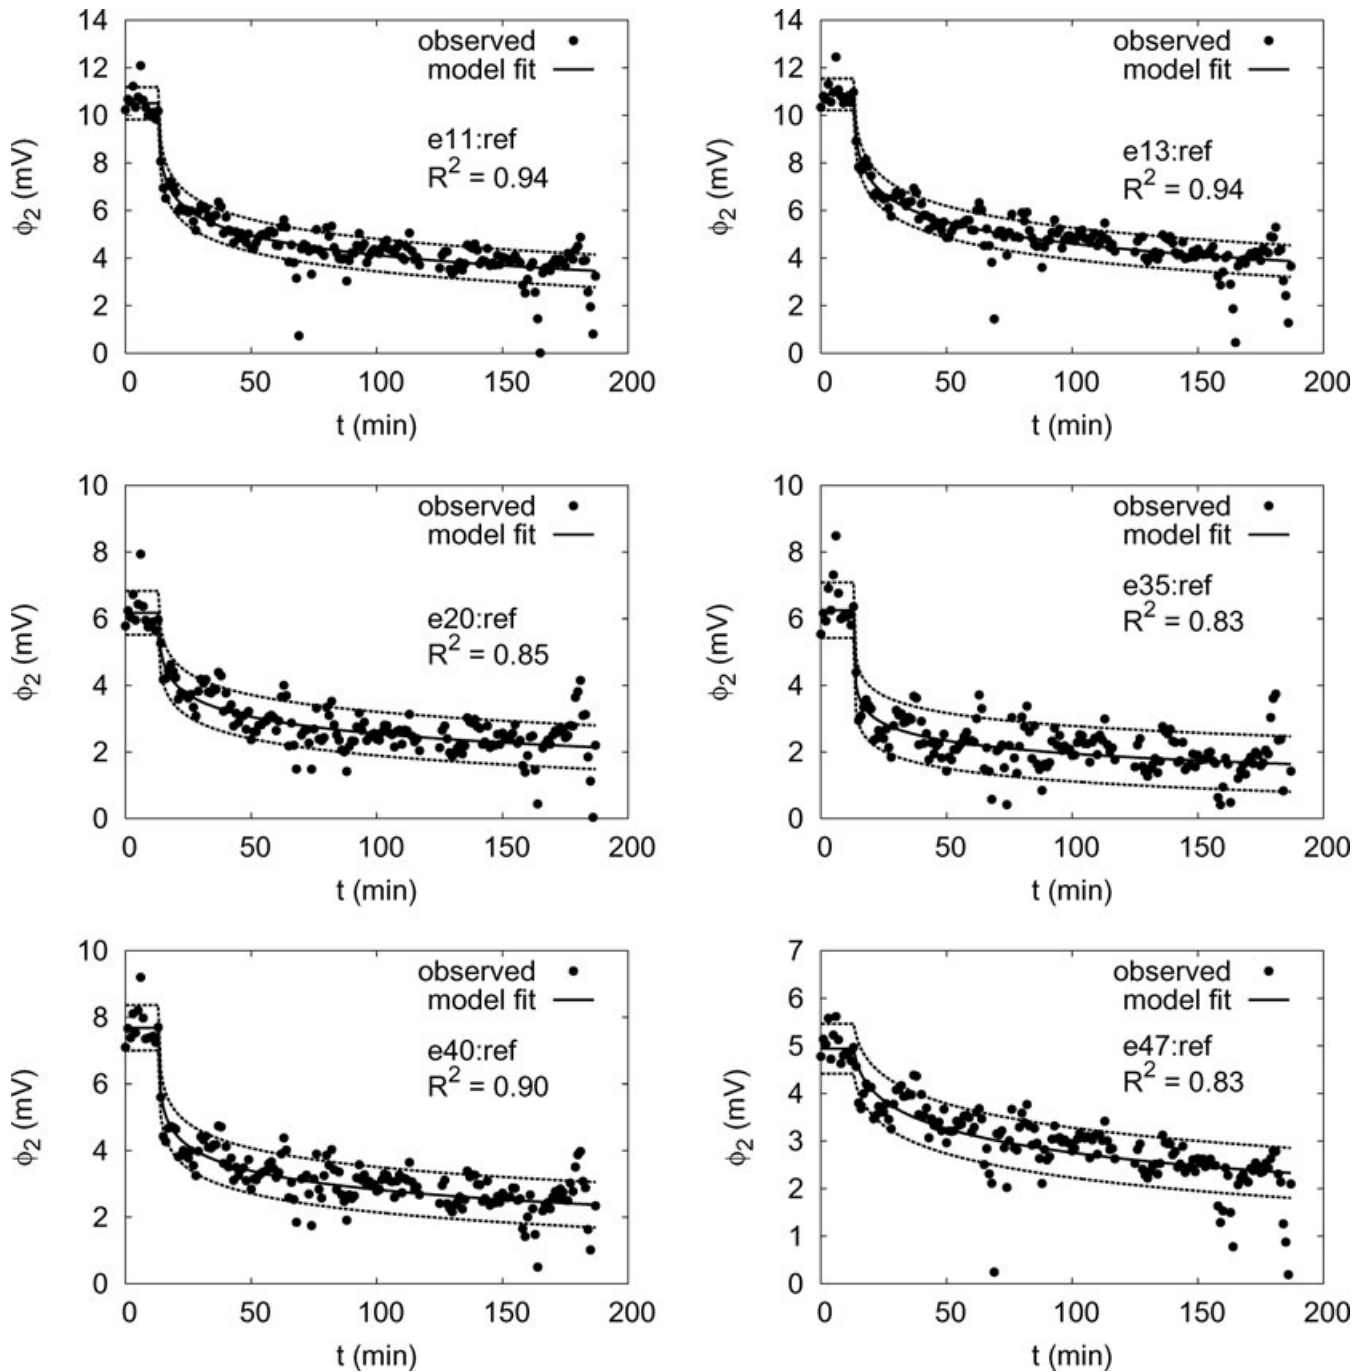 14
12
10
8
6
4
2
0
ϕ2 (mV)
observed
model fit
e11:ref
R2 = 0.94
0 50 100 150 200
t (min)
14
12
10
8
6
4
2
0
ϕ2 (mV)
observed
model fit
e13:ref
R2 = 0.94
0 50 100 150 200
t (min)
10
8
6
4
2
0
ϕ2 (mV)
observed
model fit
e20:ref
R2 = 0.85
0 50 100 150 200
t (min)
10
8
6
4
2
0
ϕ2 (mV)
observed
model fit
e35:ref
R2 = 0.83
0 50 100 150 200
t (min)
10
8
6
4
2
0
ϕ2 (mV)
observed
model fit
e40:ref
R2 = 0.90
0 50 100 150 200
t (min)
7
6
5
4
3
2
1
0
ϕ2 (mV)
observed
model fit
e47:ref
R2 = 0.83
0 50 100 150 200
t (min)